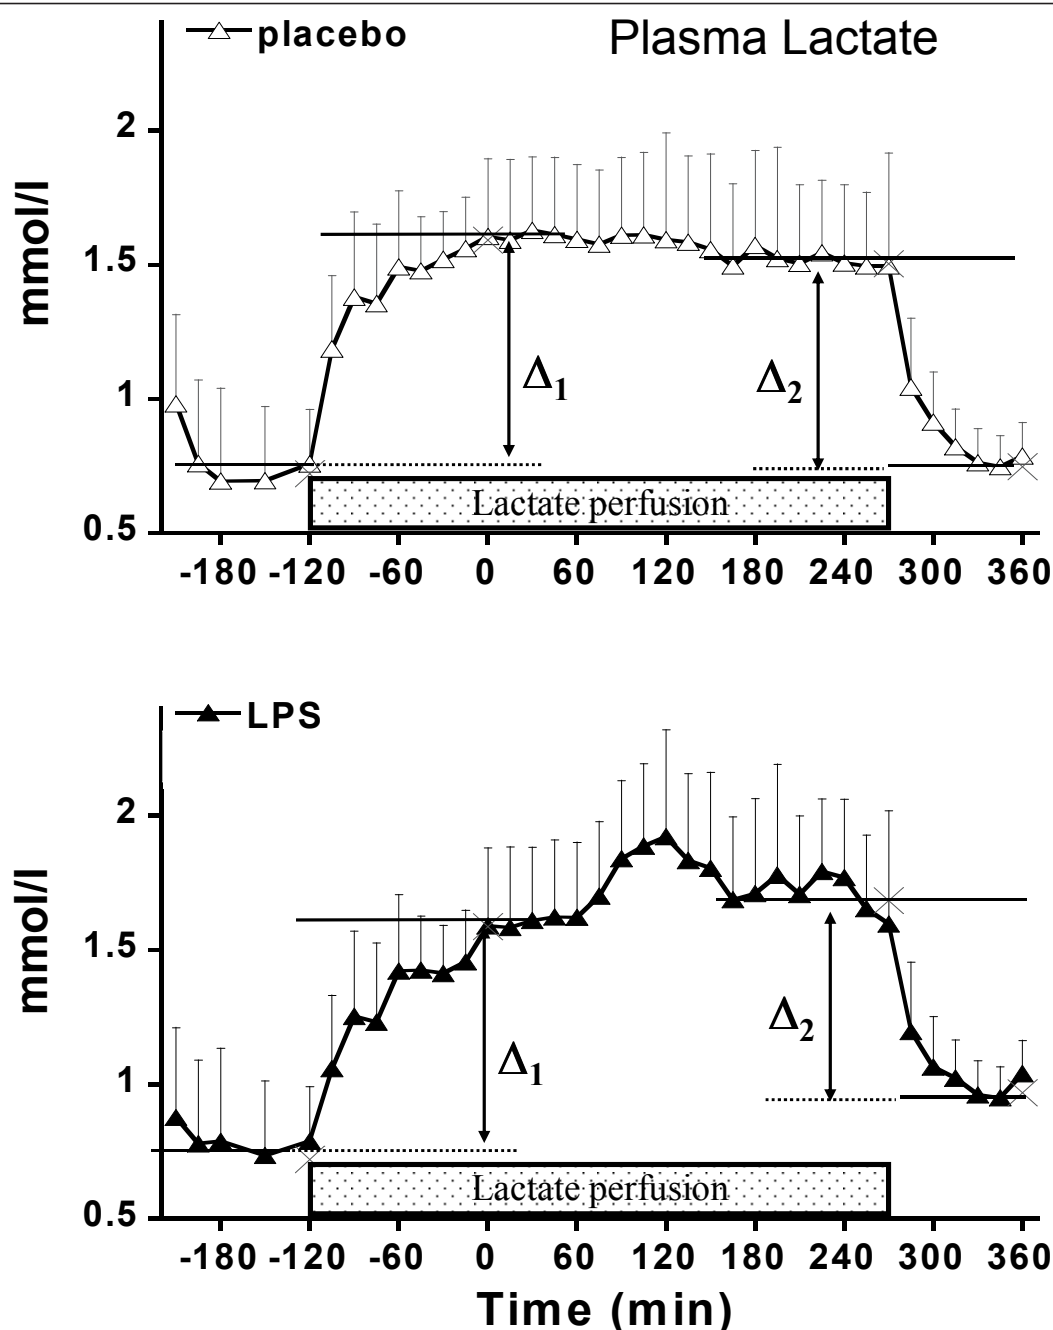 placebo
Plasma Lactate
mmol/l
2
1.5
1
0.5
Δ1
Δ2
Lactate perfusion
-180 -120 -60 0 60 120 180 240 300 360
LPS
mmol/l
2
1.5
1
0.5
Δ1
Δ2
Lactate perfusion
-180 -120 -60 0 60 120 180 240 300 360
Time (min)